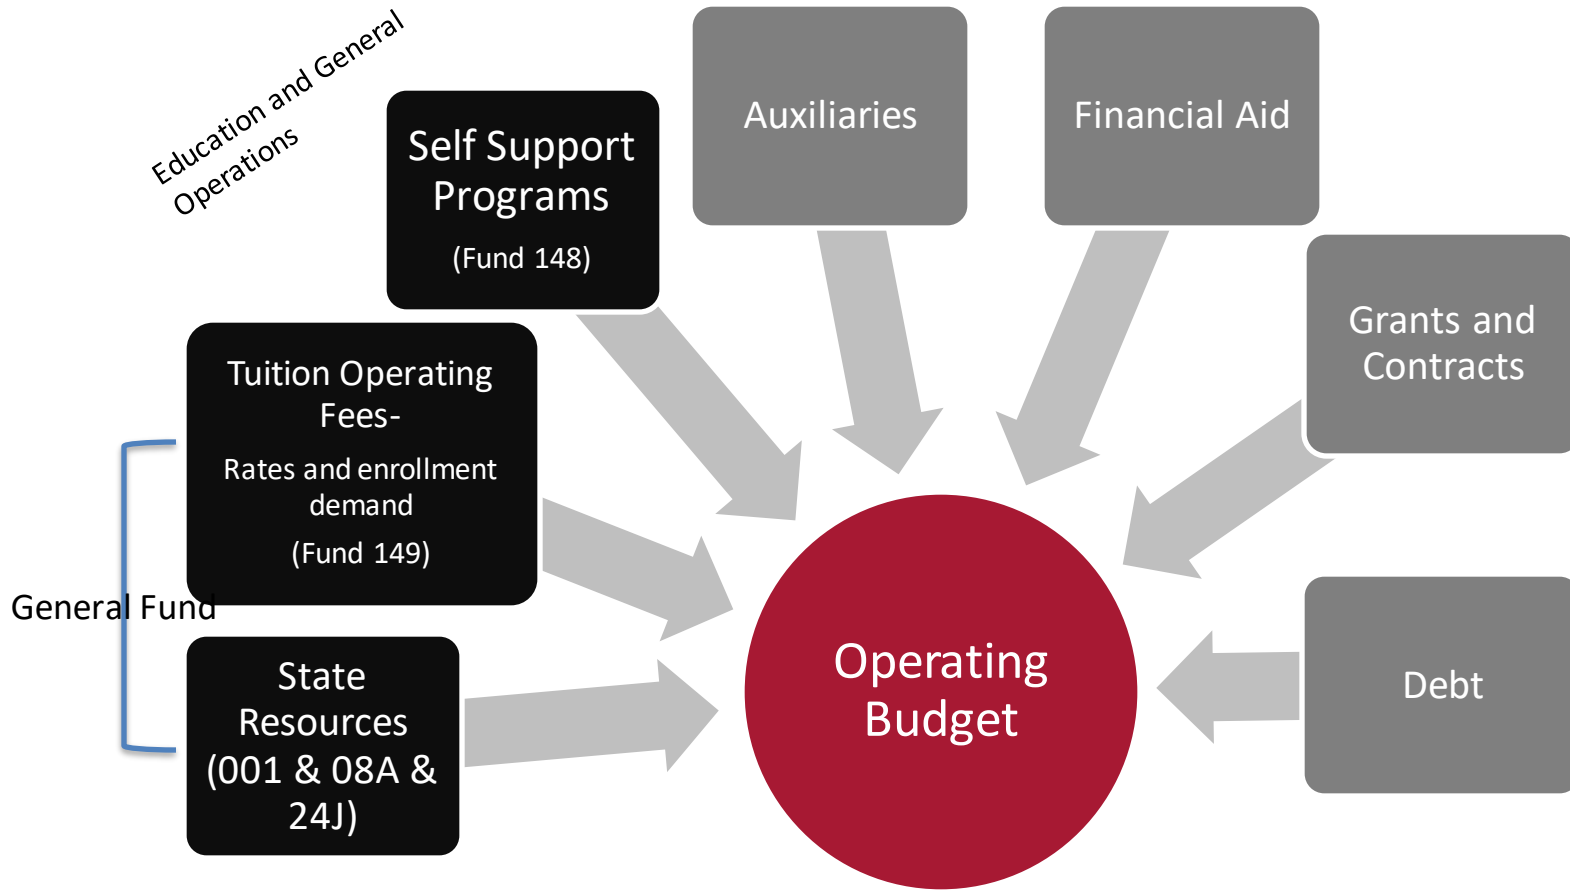 Education and General
Operations
Self Support
Programs
(Fund 148)
Auxiliaries
Financial Aid
Grants and
Contracts
Tuition Operating
Fees-
Rates and enrollment
demand
(Fund 149)
General Fund
State
Resources
(001 & 08A &
24J)
Operating
Budget
Debt